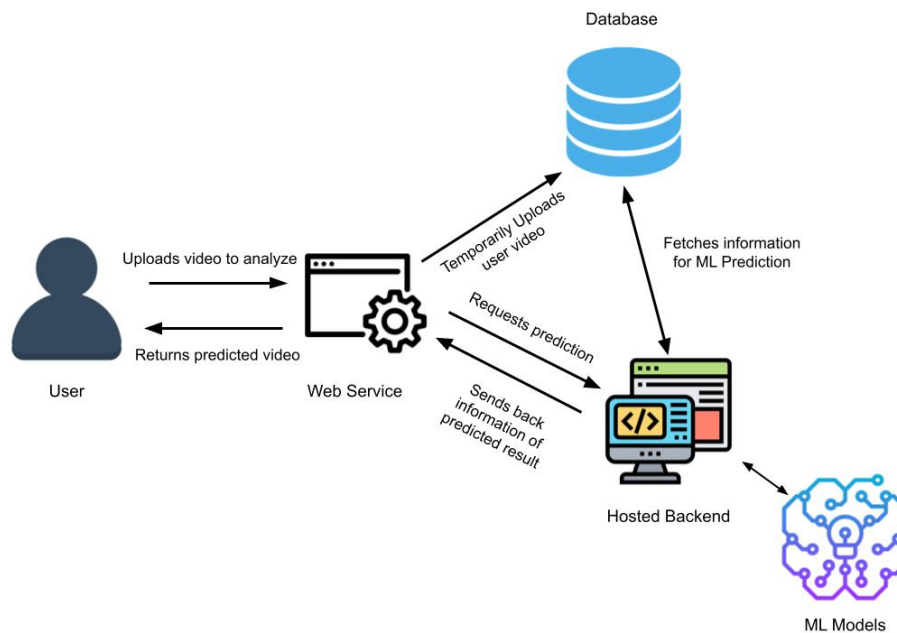 Database
Temporarily Uploads
user video
Fetches information
for ML Prediction
Uploads video to analyze
Returns predicted video
User
Web Service
Requests prediction
Sends back
information of
predicted result
</>
Hosted Backend
ML Models